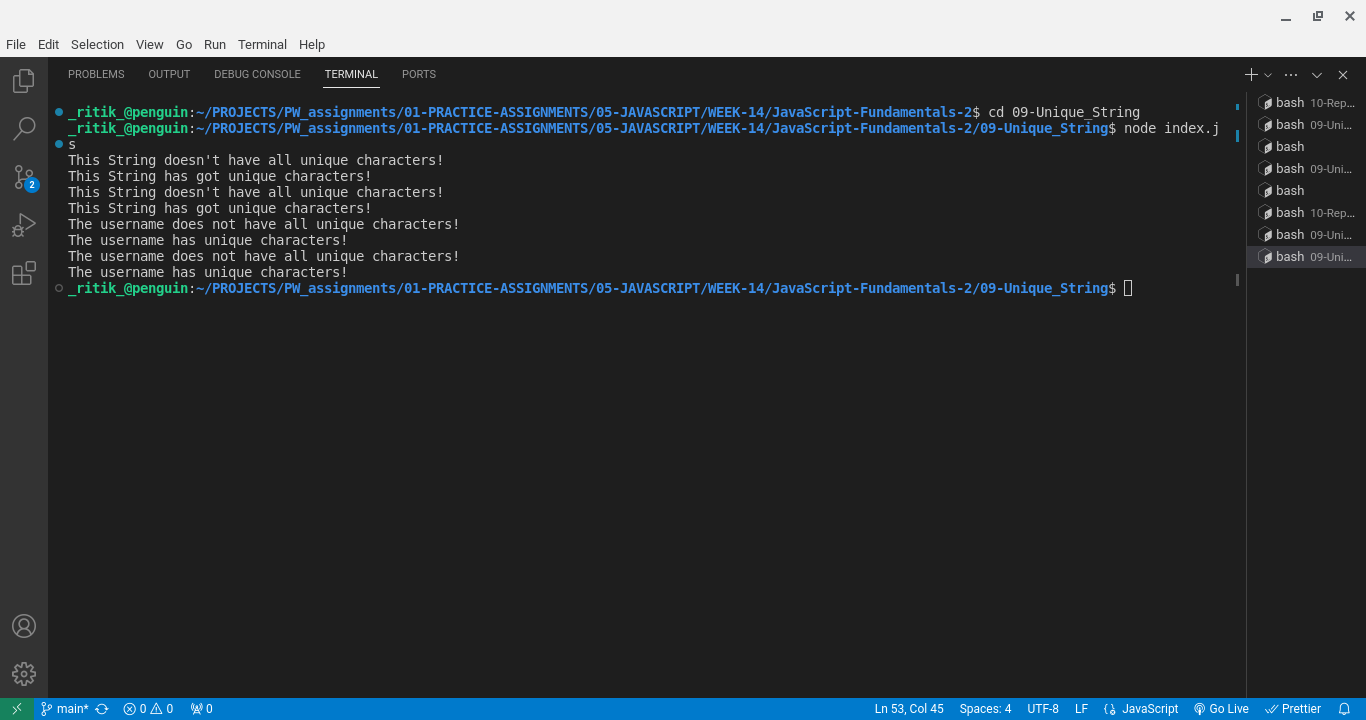 File Edit Selection View Go Run Terminal Help
PROBLEMS OUTPUT DEBUG CONSOLE TERMINAL PORTS
_ritik_@penguin:~/PROJECTS/PW_assignments/01-PRACTICE-ASSIGNMENTS/05-JAVASCRIPT/WEEK-14/JavaScript-Fundamentals-2$ cd 09-Unique_String
_ritik_@penguin:~/PROJECTS/PW_assignments/01-PRACTICE-ASSIGNMENTS/05-JAVASCRIPT/WEEK-14/JavaScript-Fundamentals-2/09-Unique_String$ node index.j
s
This String doesn't have all unique characters!
This String has got unique characters!
This String doesn't have all unique characters!
This String has got unique characters!
The username does not have all unique characters!
The username has unique characters!
The username does not have all unique characters!
The username has unique characters!
_ritik_@penguin:~/PROJECTS/PW_assignments/01-PRACTICE-ASSIGNMENTS/05-JAVASCRIPT/WEEK-14/JavaScript-Fundamentals-2/09-Unique_String$
bash 10-Rep...
bash 09-Uni...
bash
bash 09-Uni...
bash
bash 10-Rep...
bash 09-Uni...
bash 09-Uni...
2
main* 0 0 0 Ln 53, Col 45 Spaces: 4 UTF-8 LF JavaScript Go Live Prettier